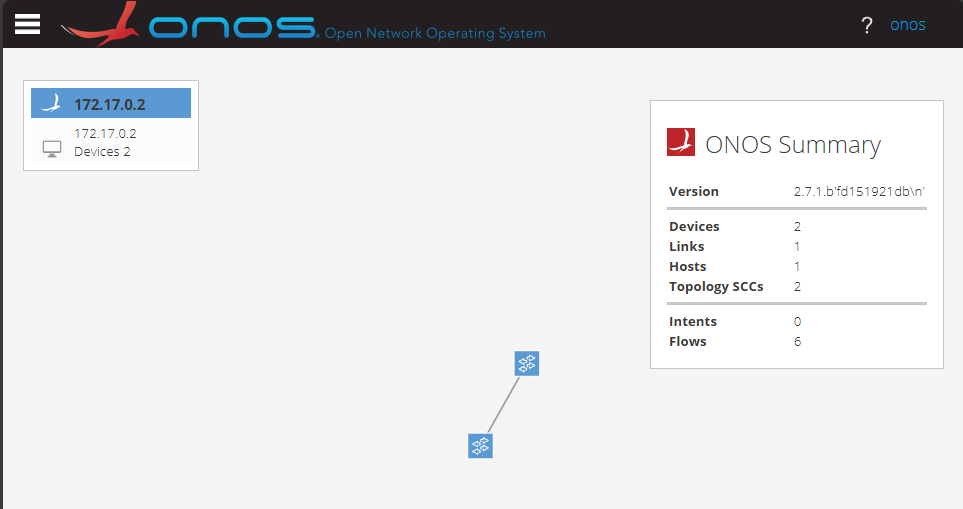 onos. Open Network Operating System
? onos
172.17.0.2
172.17.0.2
Devices 2
ONOS Summary
Version 2.7.1.b'fd151921db\n'
Devices 2
Links 1
Hosts 1
Topology SCCs 2
Intents 0
Flows 6